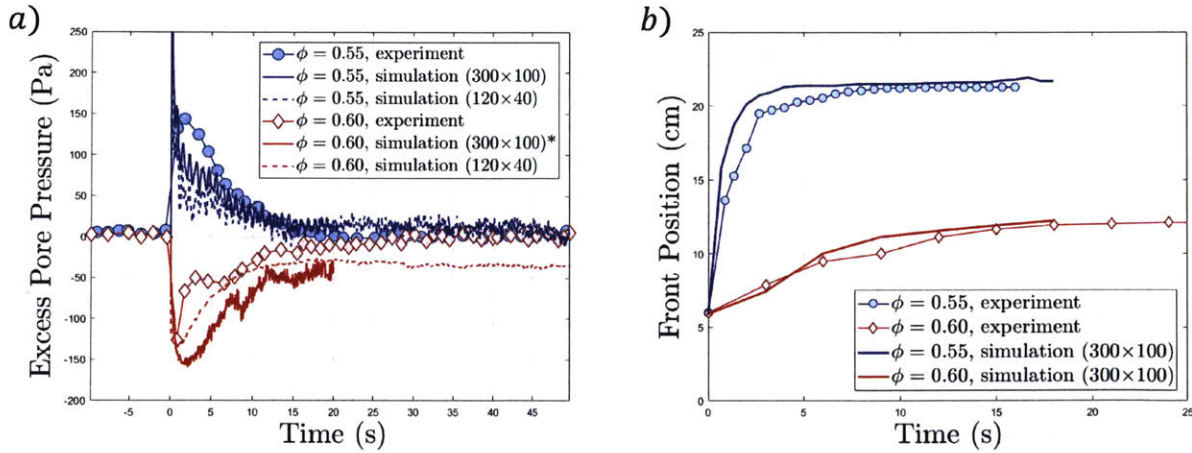 a)
Excess Pore Pressure (Pa)
250
200
150
100
50
0
-50
-100
-150
-200
ϕ = 0.55, experiment
ϕ = 0.55, simulation (300×100)
ϕ = 0.55, simulation (120×40)
ϕ = 0.60, experiment
ϕ = 0.60, simulation (300×100)*
ϕ = 0.60, simulation (120×40)
-5 0 5 10 15 20 25 30 35 40 45
Time (s)
b)
Front Position (cm)
25
20
15
10
5
0
ϕ = 0.55, experiment
ϕ = 0.60, experiment
ϕ = 0.55, simulation (300×100)
ϕ = 0.60, simulation (300×100)
0 5 10 15 20 25
Time (s)